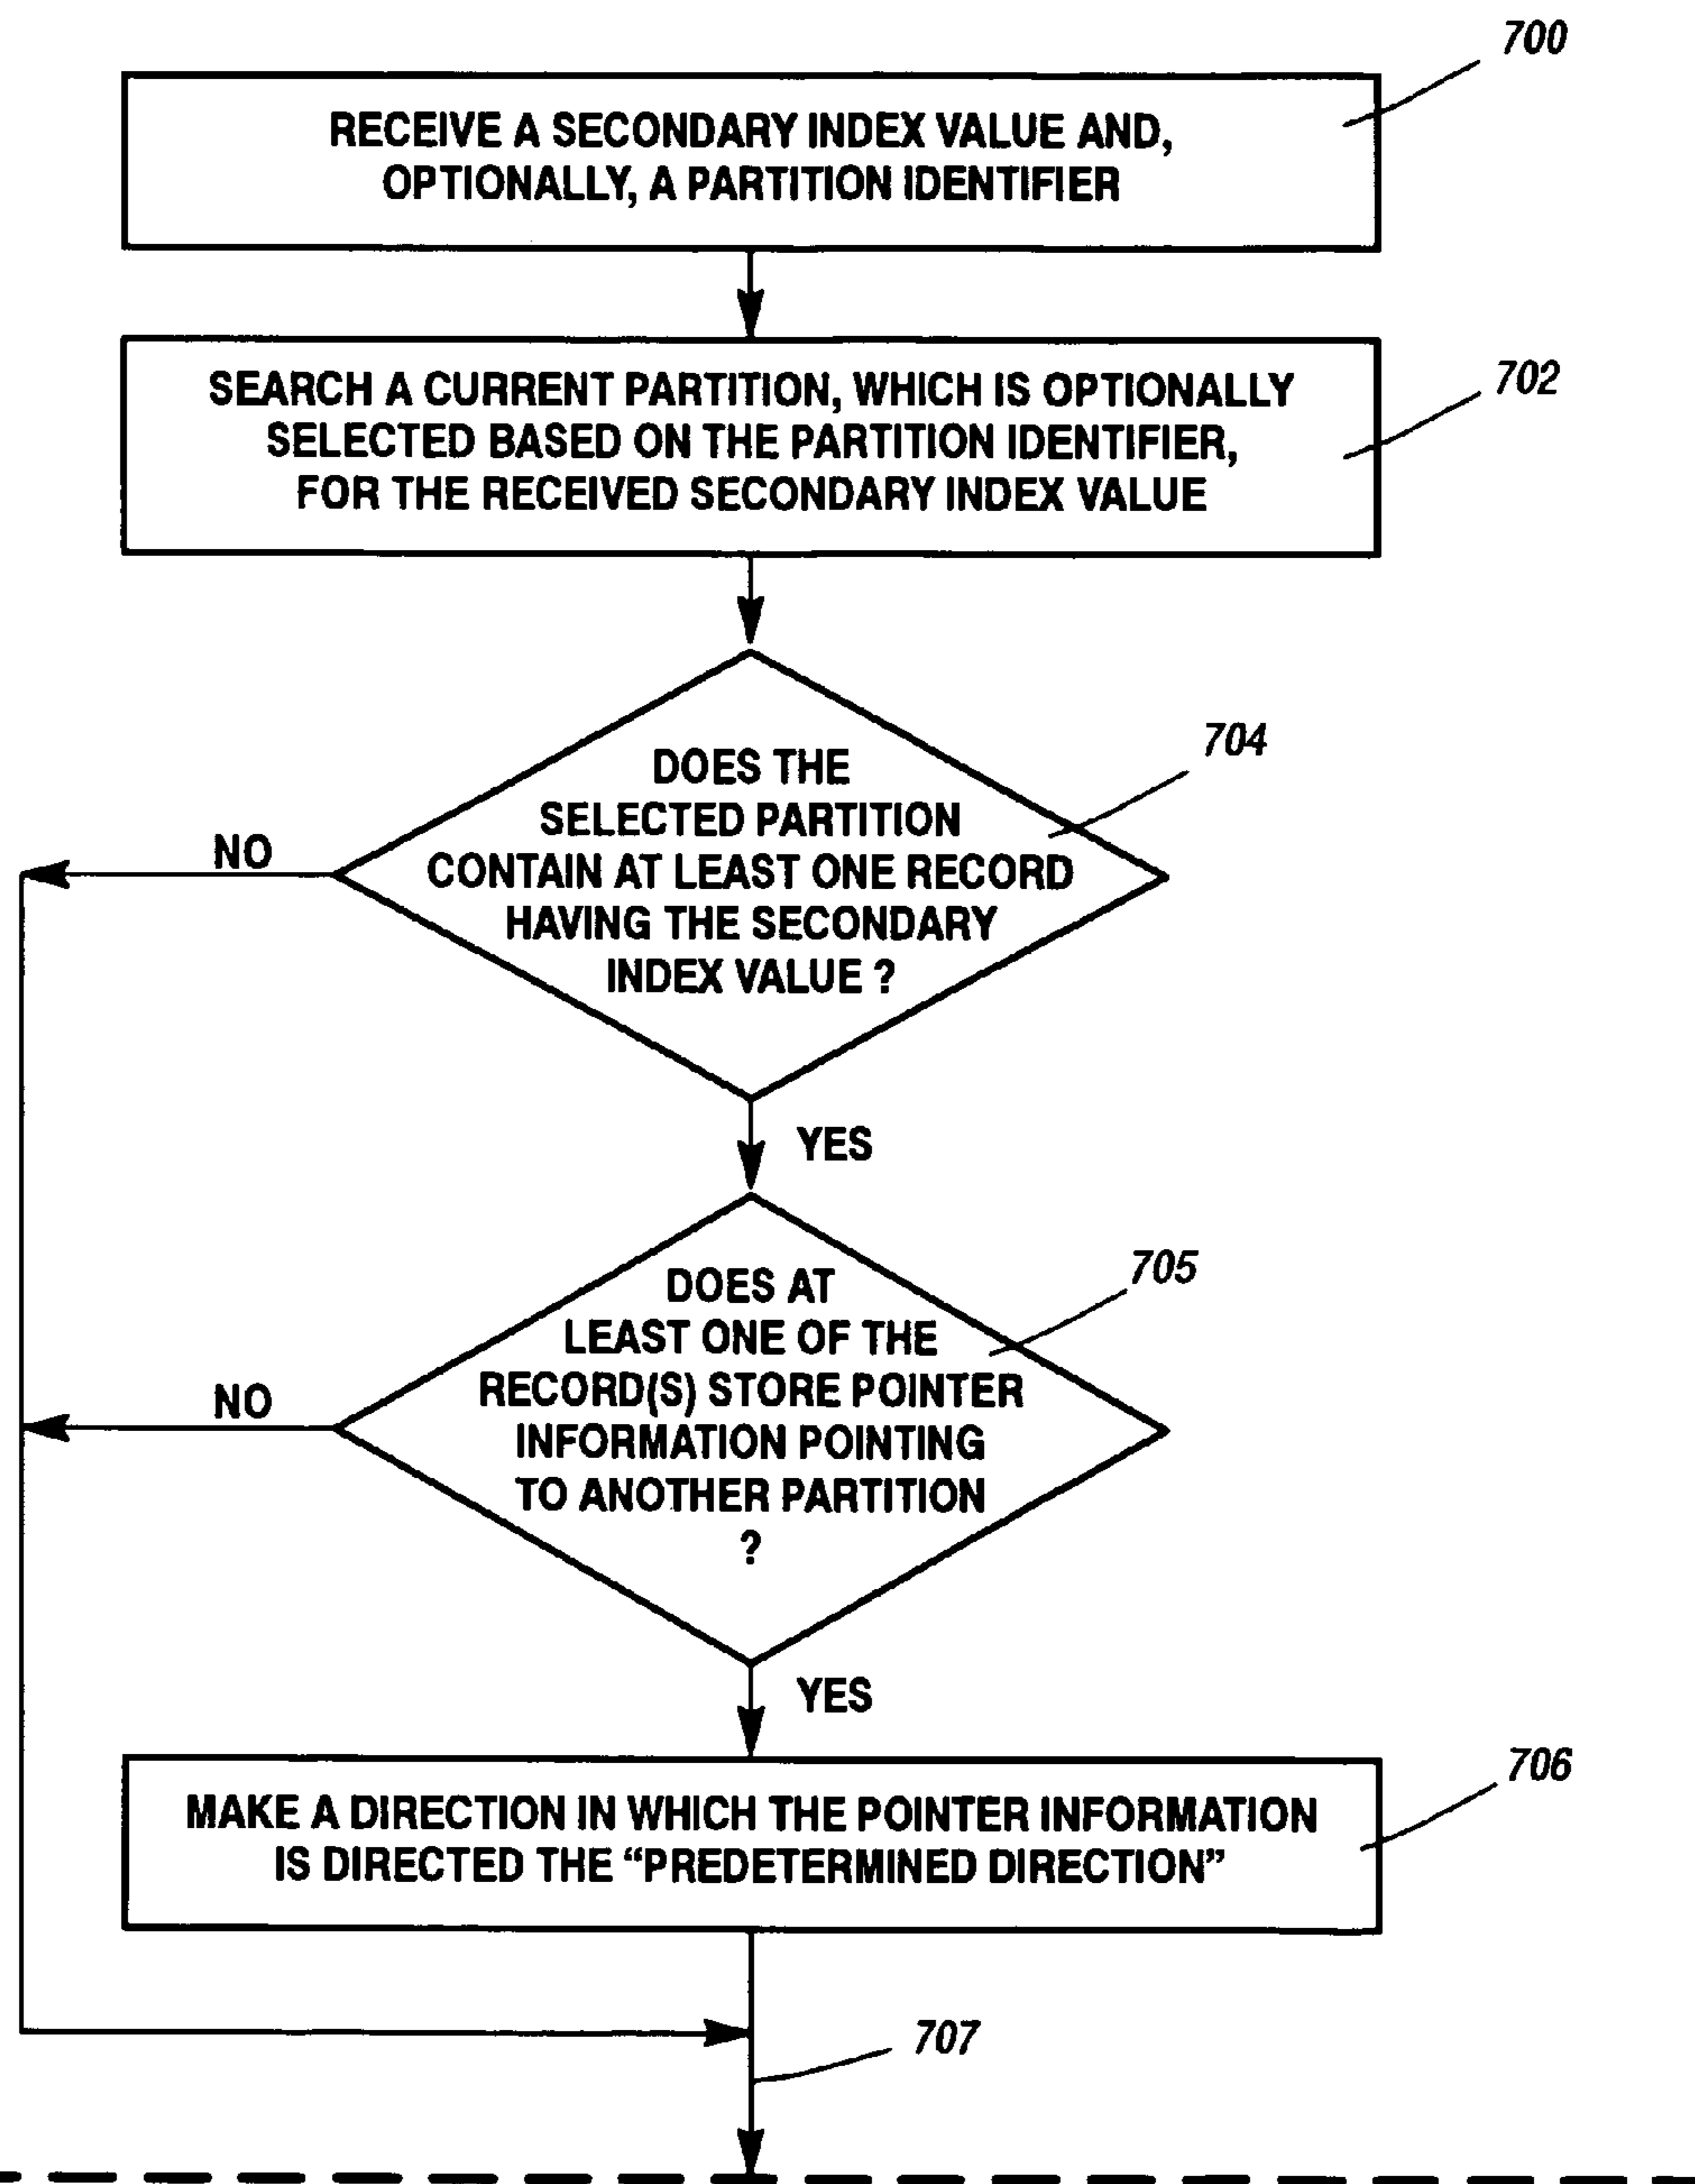 700
RECEIVE A SECONDARY INDEX VALUE AND,
OPTIONALLY, A PARTITION IDENTIFIER
702
SEARCH A CURRENT PARTITION, WHICH IS OPTIONALLY
SELECTED BASED ON THE PARTITION IDENTIFIER,
FOR THE RECEIVED SECONDARY INDEX VALUE
704
DOES THE
SELECTED PARTITION
CONTAIN AT LEAST ONE RECORD
HAVING THE SECONDARY
INDEX VALUE ?
NO
YES
705
DOES AT
LEAST ONE OF THE
RECORD(S) STORE POINTER
INFORMATION POINTING
TO ANOTHER PARTITION
?
NO
YES
706
MAKE A DIRECTION IN WHICH THE POINTER INFORMATION
IS DIRECTED THE “PREDETERMINED DIRECTION”
707